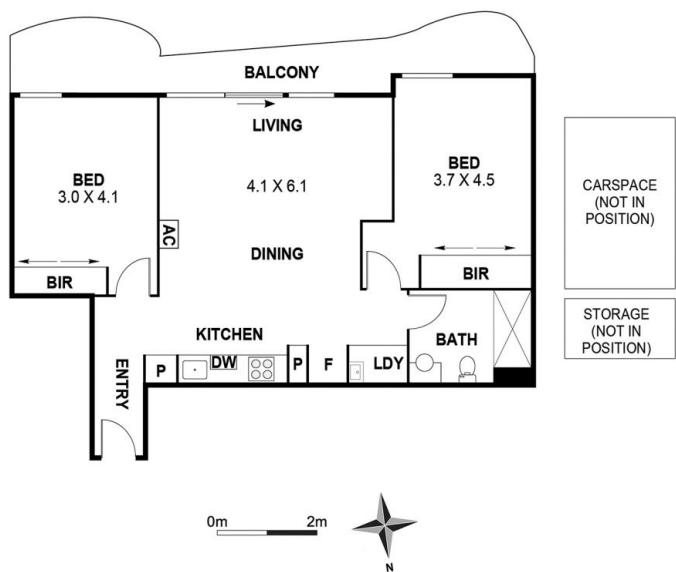 BALCONY
LIVING
BED
3.0 X 4.1
4.1 X 6.1
BED
3.7 X 4.5
CARSPACE
(NOT IN
POSITION)
AC
DINING
BIR
BIR
STORAGE
(NOT IN
POSITION)
KITCHEN
BATH
ENTRY
P
DW
P
F
LDY
0m
2m
N